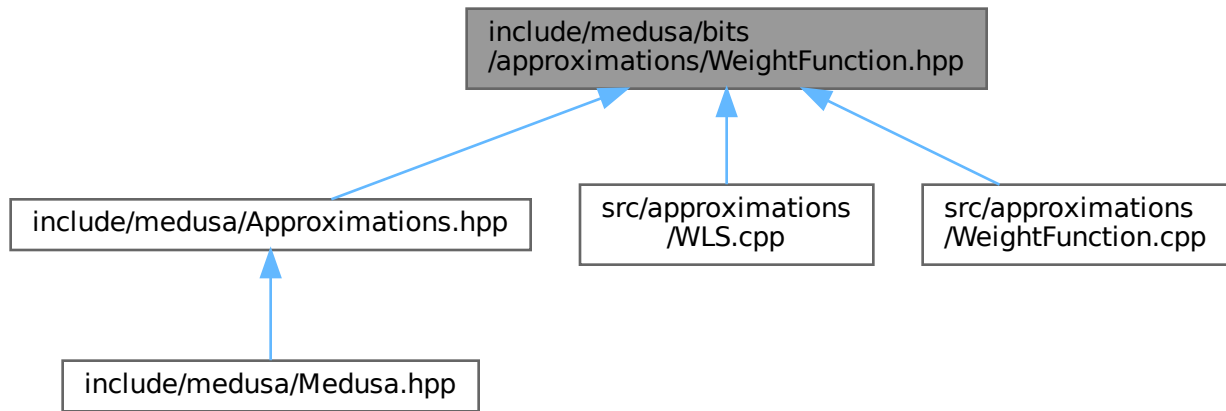 include/medusa/bits
/approximations/WeightFunction.hpp
include/medusa/Approximations.hpp
src/approximations
/WLS.cpp
src/approximations
/WeightFunction.cpp
include/medusa/Medusa.hpp